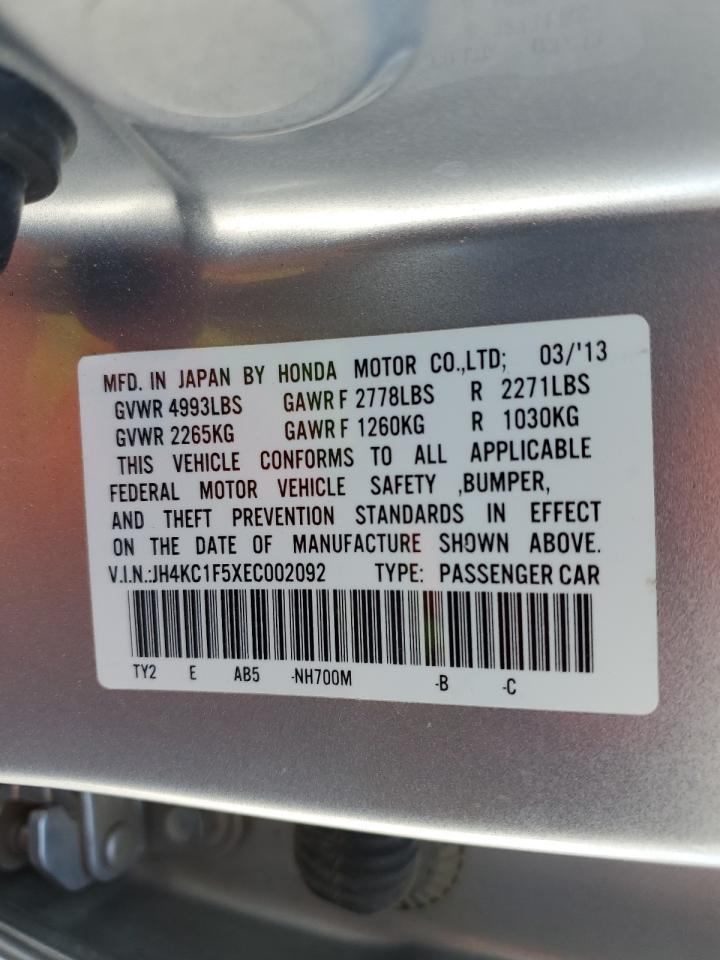 MFD. IN JAPAN BY HONDA MOTOR CO.,LTD; 03/'13
GVWR 4993LBS GAWR F 2778LBS R 2271LBS
GVWR 2265KG GAWR F 1260KG R 1030KG
THIS VEHICLE CONFORMS TO ALL APPLICABLE
FEDERAL MOTOR VEHICLE SAFETY ,BUMPER,
AND THEFT PREVENTION STANDARDS IN EFFECT
ON THE DATE OF MANUFACTURE SHOWN ABOVE.
V.I.N.:JH4KC1F5XEC002092 TYPE: PASSENGER CAR
TY2 E AB5 -NH700M -B -C